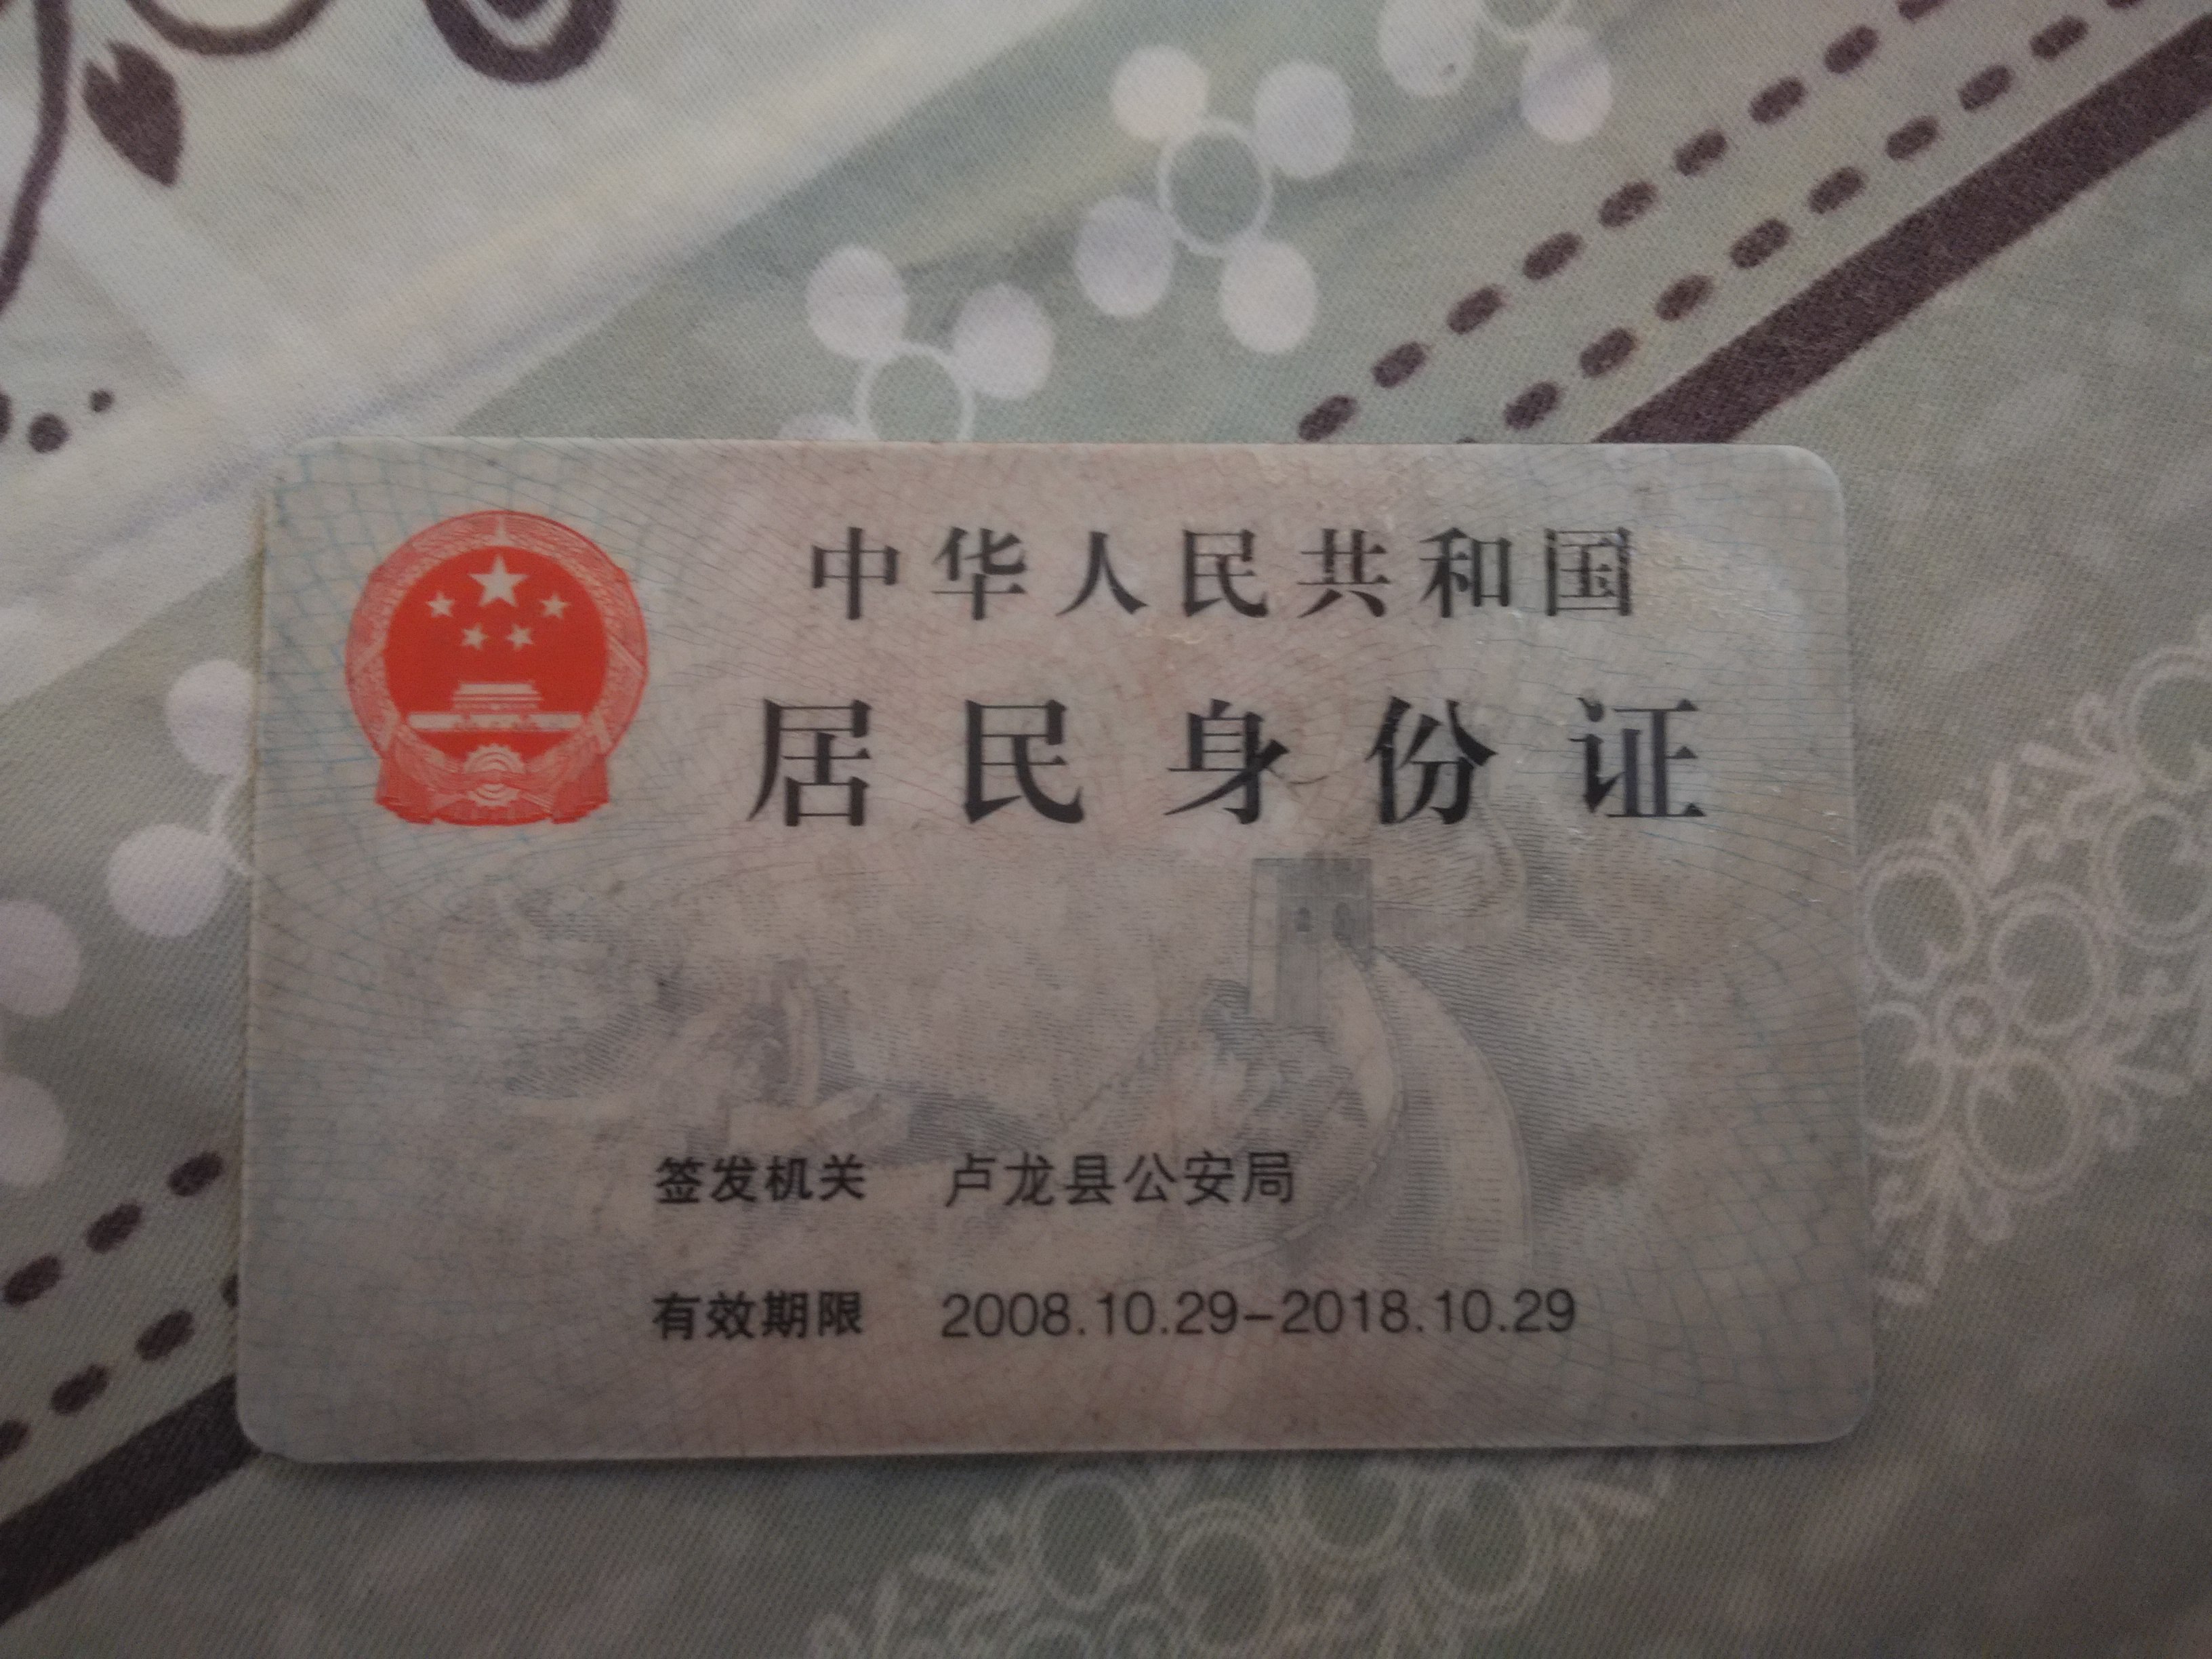 中华人民共和国
居民身份证
签发机关 卢龙县公安局
有效期限 2008.10.29-2018.10.29